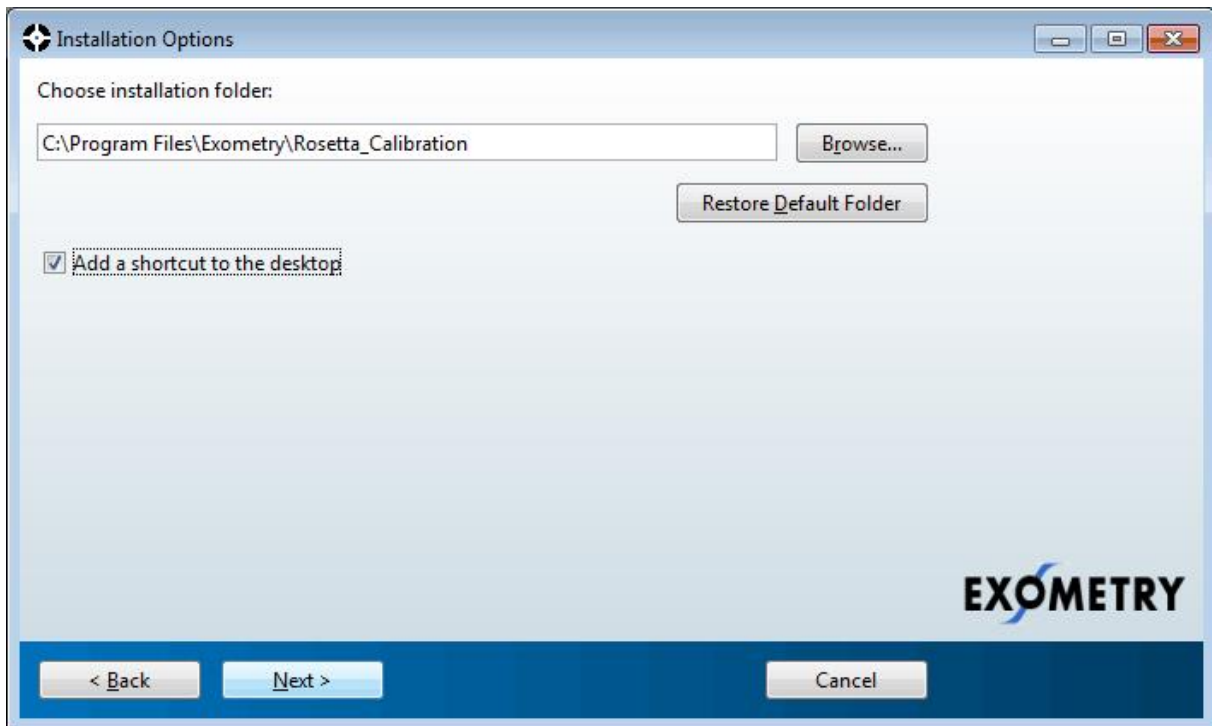 Installation Options
Choose installation folder:
C:\Program Files\Exometry\Rosetta_Calibration
Browse...
Restore Default Folder
Add a shortcut to the desktop
EXOMETRY
< Back
Next >
Cancel